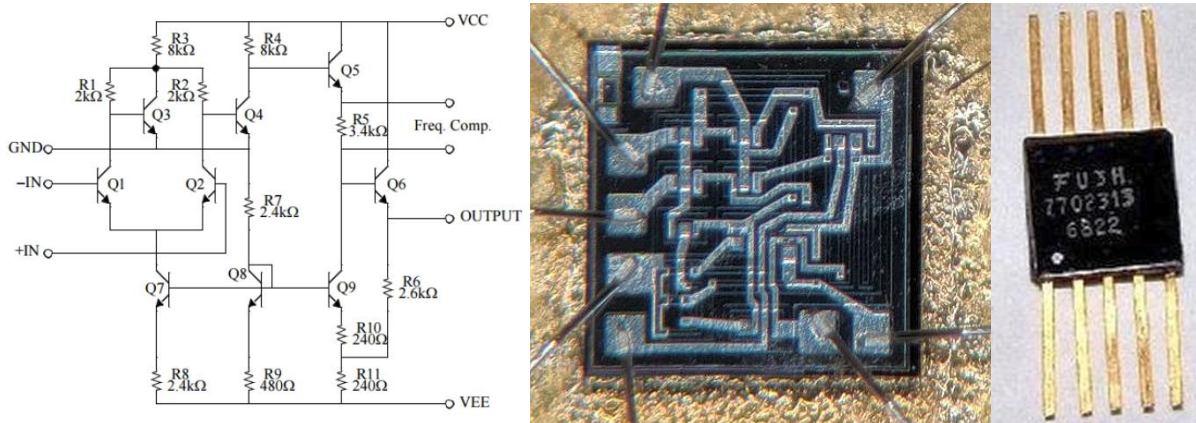 VCC
R3
8kΩ
R4
8kΩ
R1
2kΩ
R2
2kΩ
Q3
Q4
Q5
R5
3.4kΩ
Freq. Comp.
GND
−IN
Q1
Q2
Q6
R7
2.4kΩ
OUTPUT
+IN
Q7
Q8
Q9
R6
2.6kΩ
R10
240Ω
R8
2.4kΩ
R9
480Ω
R11
240Ω
VEE
FU3H
7702313
6822